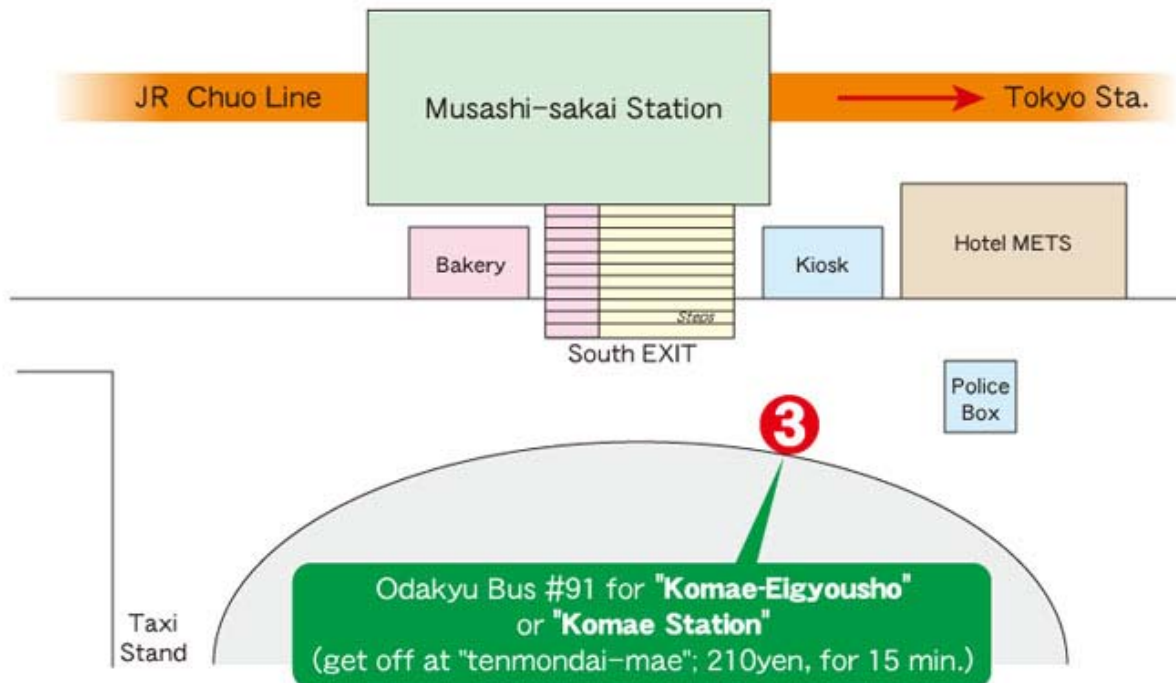 JR Chuo Line
Musashi-sakai Station
Tokyo Sta.
Bakery
Steps
Kiosk
Hotel METS
South EXIT
Police
Box
3
Taxi
Stand
Odakyu Bus #91 for "Komae-Eigyousho"
or "Komae Station"
(get off at "tenmondai-mae"; 210yen, for 15 min.)